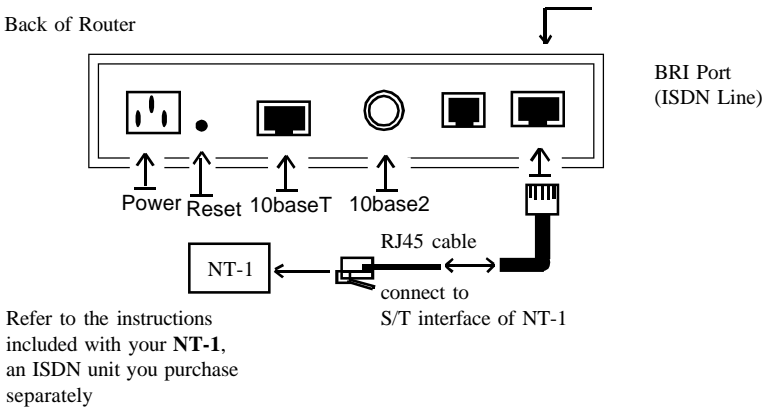 Back of Router
BRI Port
(ISDN Line)
Power Reset 10baseT 10base2
RJ45 cable
NT-1
connect to
S/T interface of NT-1
Refer to the instructions
included with your NT-1,
an ISDN unit you purchase
separately